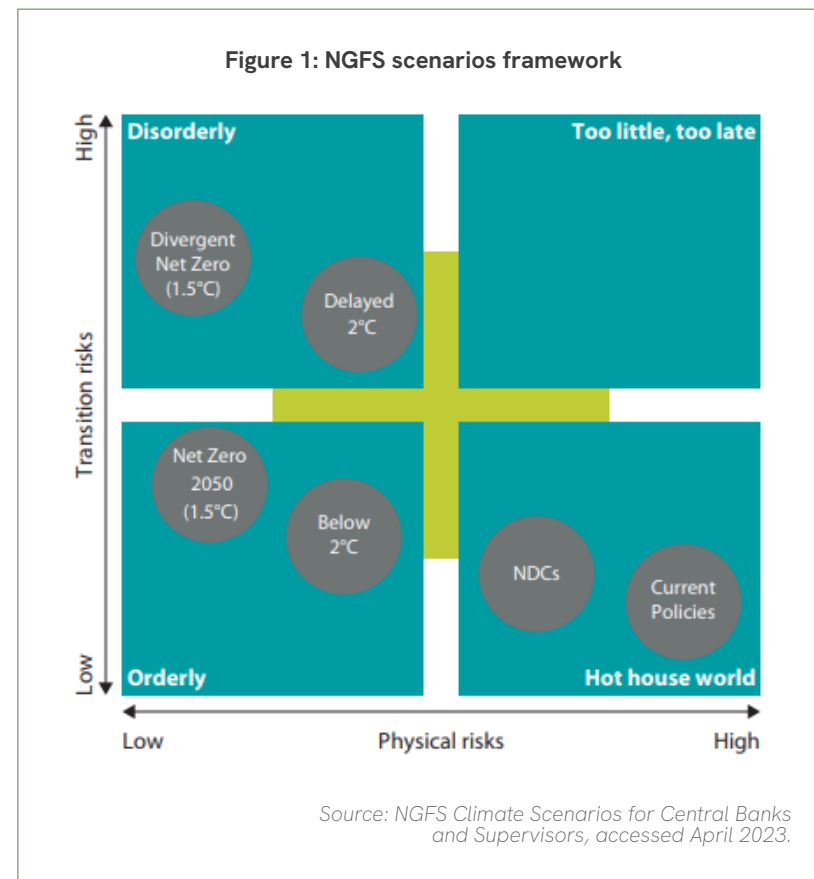 Figure 1: NGFS scenarios framework
High
Transition risks
Low
Disorderly
Too little, too late
Divergent
Net Zero
(1.5°C)
Delayed
2°C
Net Zero
2050
(1.5°C)
Below
2°C
NDCs
Current
Policies
Orderly
Hot house world
Low
Physical risks
High
Source: NGFS Climate Scenarios for Central Banks
and Supervisors, accessed April 2023.